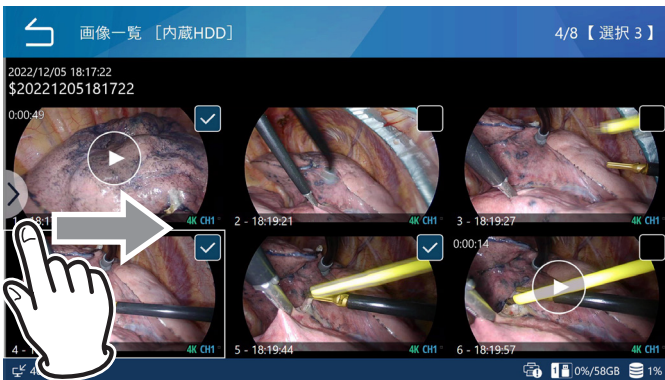 画像一覧 [内蔵HDD]
4/8【 選択 3 】
2022/12/05 18:17:22
$20221205181722
0:00:49
4K CH1
2 - 18:19:21
4K CH1
3 - 18:19:27
4K CH1
4 -
4K CH1
5 - 18:19:44
4K CH1
0:00:14
6 - 18:19:57
4K CH1
1
0%/58GB
1%